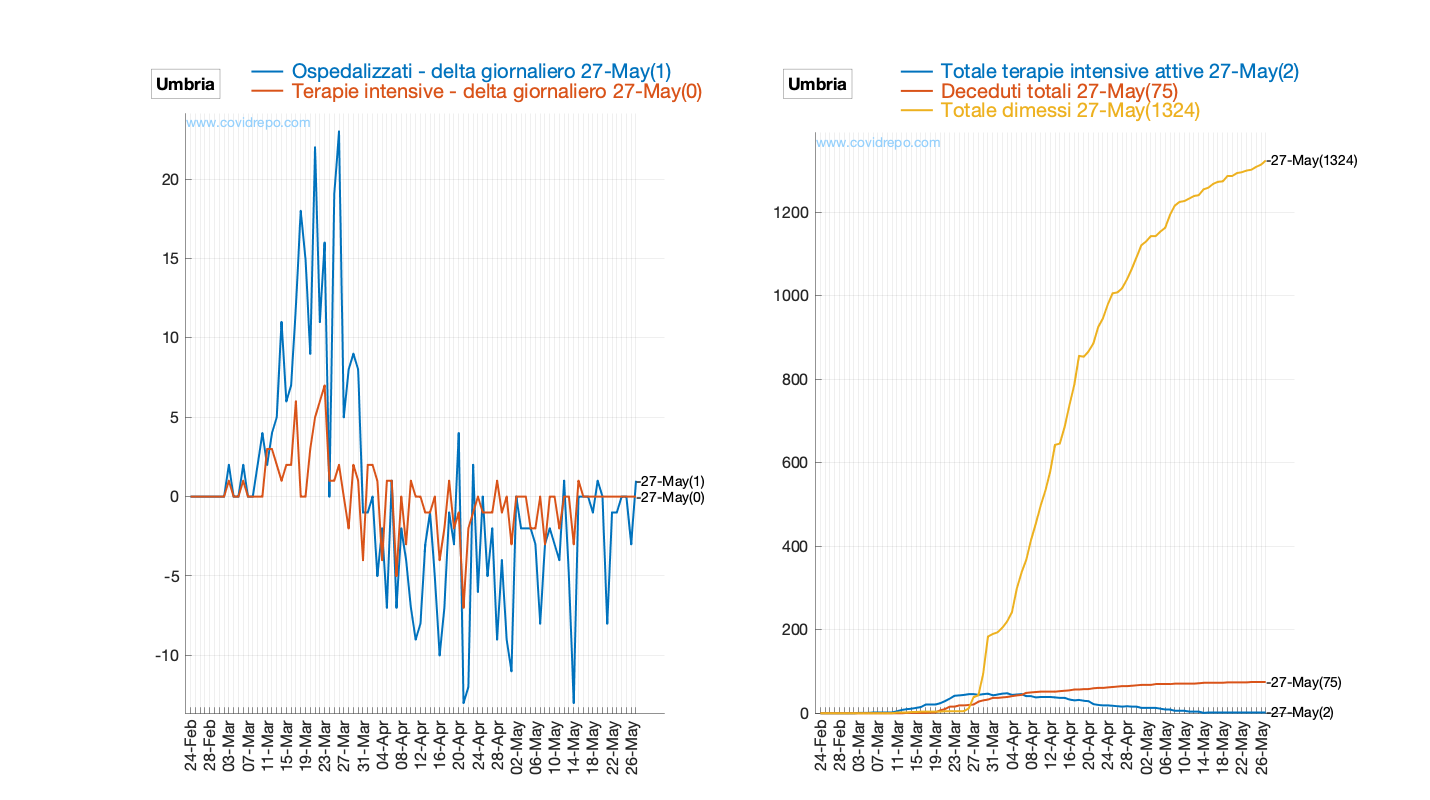 Umbria
Ospedalizzati - delta giornaliero 27-May(1)
Terapie intensive - delta giornaliero 27-May(0)
www.covidrepo.com
20
15
10
5
0
-5
-10
-27-May(1)
-27-May(0)
24-Feb
28-Feb
03-Mar
07-Mar
11-Mar
15-Mar
19-Mar
23-Mar
27-Mar
31-Mar
04-Apr
08-Apr
12-Apr
16-Apr
20-Apr
24-Apr
28-Apr
02-May
06-May
10-May
14-May
18-May
22-May
26-May
Umbria
Totale terapie intensive attive 27-May(2)
Deceduti totali 27-May(75)
Totale dimessi 27-May(1324)
www.covidrepo.com
1200
1000
800
600
400
200
0
-27-May(1324)
-27-May(75)
-27-May(2)
24-Feb
28-Feb
03-Mar
07-Mar
11-Mar
15-Mar
19-Mar
23-Mar
27-Mar
31-Mar
04-Apr
08-Apr
12-Apr
16-Apr
20-Apr
24-Apr
28-Apr
02-May
06-May
10-May
14-May
18-May
22-May
26-May